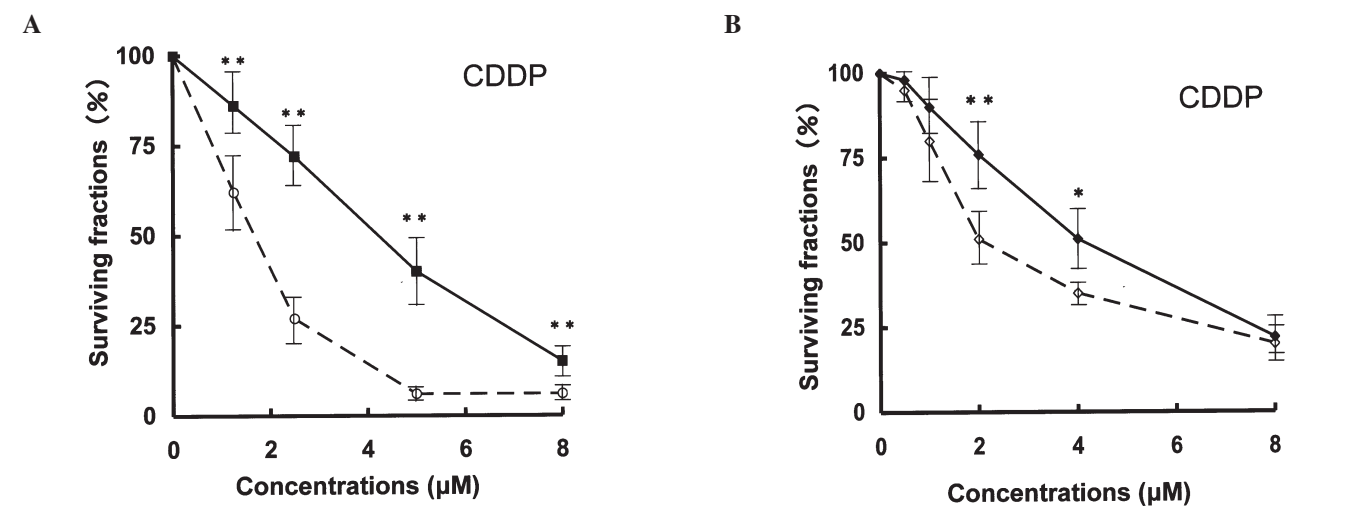 A
CDDP
Surviving fractions (%)
100
75
50
25
0
** ** ** **
0 2 4 6 8
Concentrations (μM)
B
CDDP
Surviving fractions (%)
100
75
50
25
0
** *
0 2 4 6 8
Concentrations (μM)